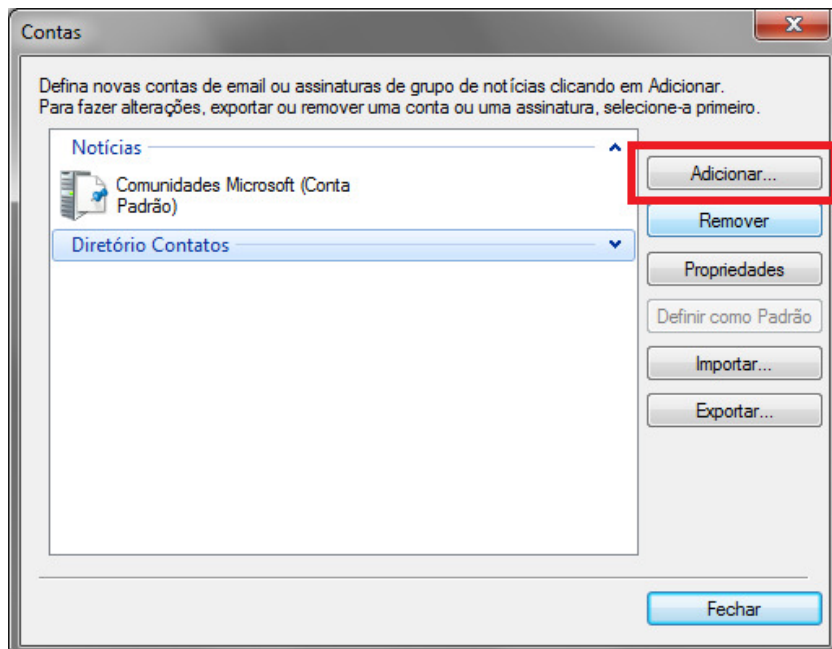 Contas
Defina novas contas de email ou assinaturas de grupo de notícias clicando em Adicionar.
Para fazer alterações, exportar ou remover uma conta ou uma assinatura, selecione-a primeiro.
Notícias
Comunidades Microsoft (Conta
Padrão)
Diretório Contatos
Adicionar...
Remover
Propriedades
Definir como Padrão
Importar...
Exportar...
Fechar